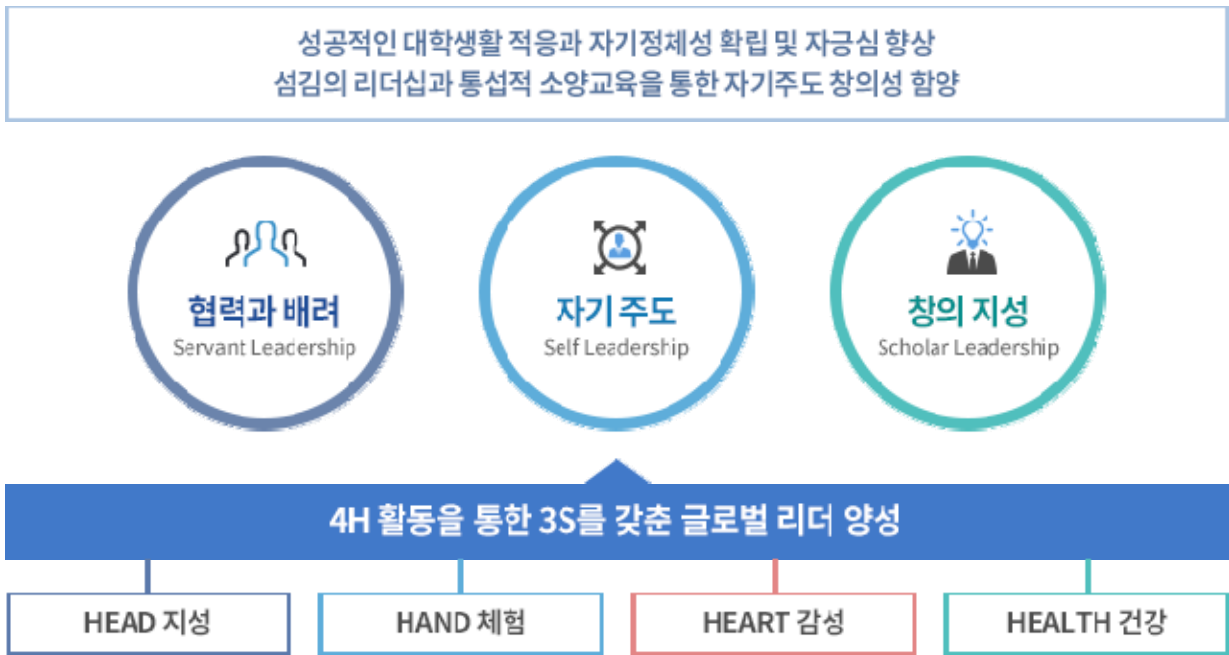 성공적인 대학생활 적응과 자기정체성 확립 및 자긍심 향상
섬김의 리더십과 통섭적 소양교육을 통한 자기주도 창의성 함양
협력과 배려
Servant Leadership
자기 주도
Self Leadership
창의 지성
Scholar Leadership
4H 활동을 통한 3S를 갖춘 글로벌 리더 양성
HEAD 지성
HAND 체험
HEART 감성
HEALTH 건강